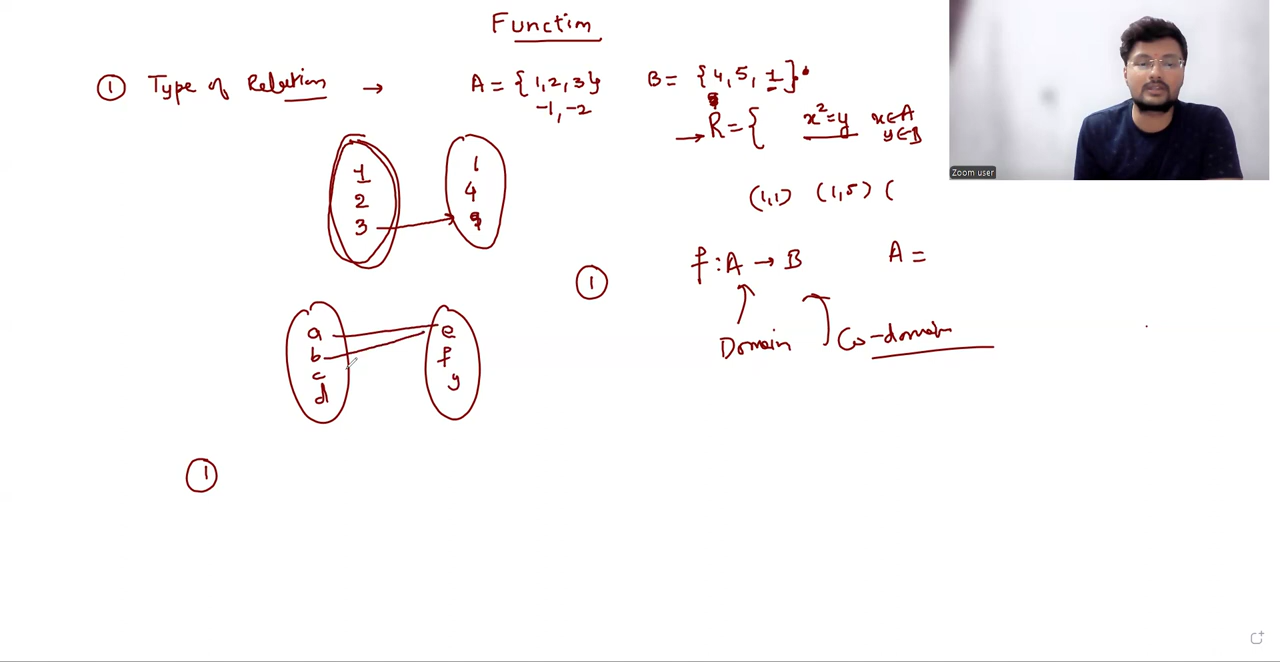 Function
① Type of Relation → A = {1, 2, 3} B = {4, 5, 1}
-1, -2
→ R = { x² = y x∈A
y∈B
1 1
2 4
3
(1,1) (1,5) (
f : A → B A =
①
Domain Co-domain
a e
b f
c y
d
①
Zoom user